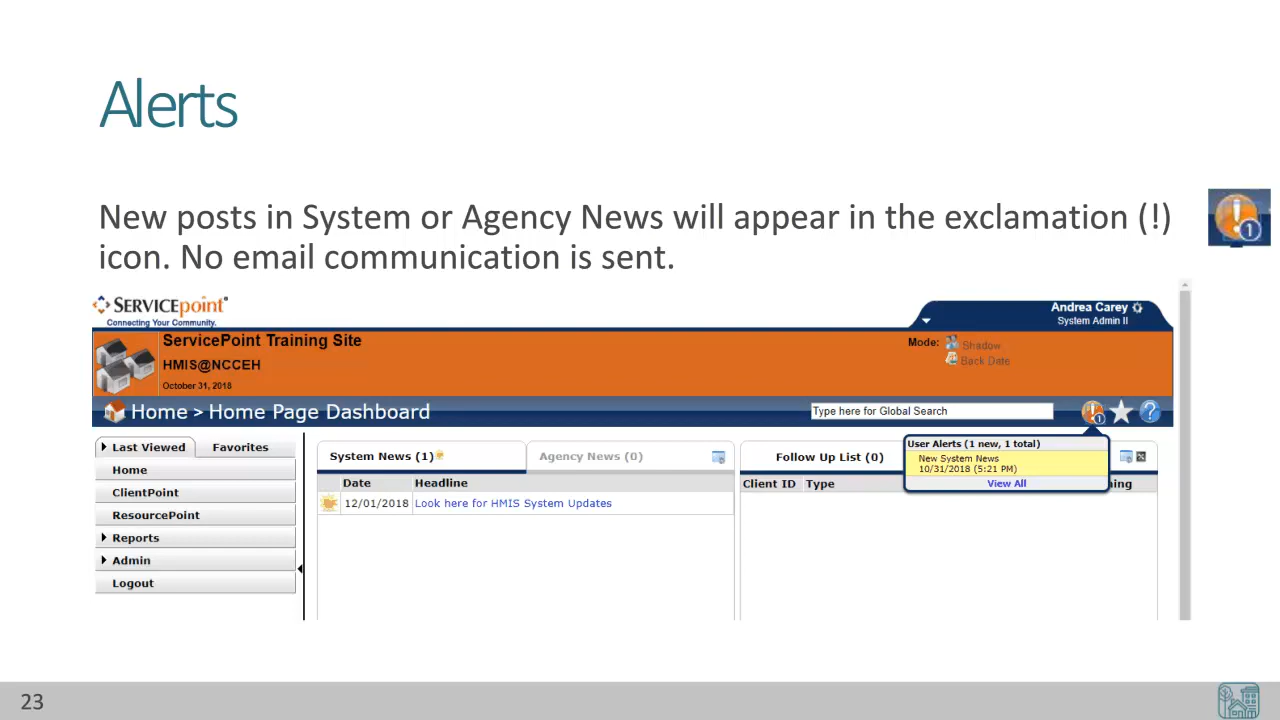 Alerts
New posts in System or Agency News will appear in the exclamation (!)
icon. No email communication is sent.
1
SERVICEpoint
Connecting Your Community.
Andrea Carey
System Admin II
ServicePoint Training Site
HMIS@NCCEH
October 31, 2018
Mode: Shadow
Back Date
Home > Home Page Dashboard
Type here for Global Search
1
?
Last Viewed Favorites
Home
ClientPoint
ResourcePoint
Reports
Admin
Logout
System News (1) Agency News (0)
Date Headline
12/01/2018 Look here for HMIS System Updates
Follow Up List (0)
Client ID Type
User Alerts (1 new, 1 total)
New System News
10/31/2018 (5:21 PM)
View All
23